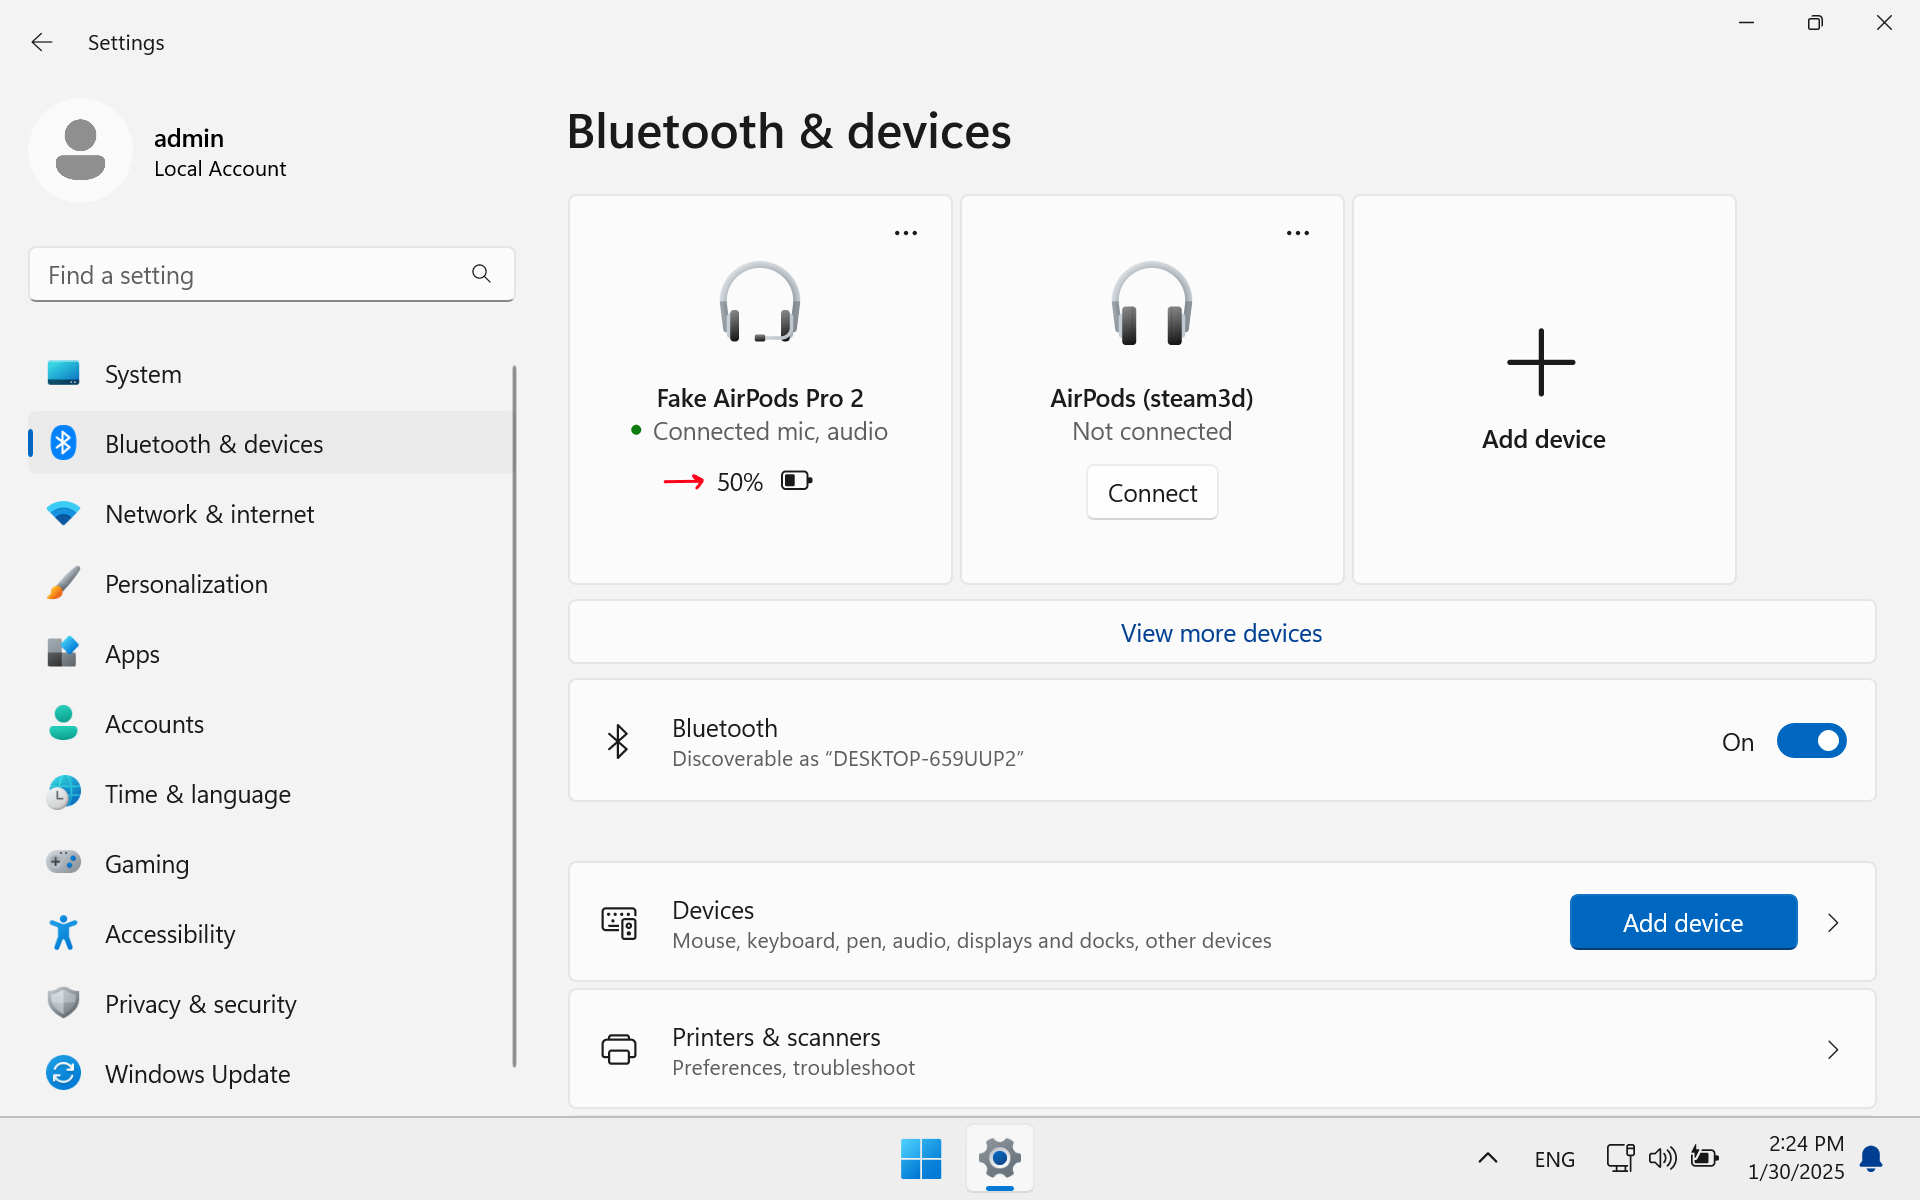 Settings
admin
Local Account
Find a setting
System
Bluetooth & devices
Network & internet
Personalization
Apps
Accounts
Time & language
Gaming
Accessibility
Privacy & security
Windows Update
Bluetooth & devices
Fake AirPods Pro 2
Connected mic, audio
50%
AirPods (steam3d)
Not connected
Connect
Add device
View more devices
Bluetooth
Discoverable as “DESKTOP-659UUP2”
On
Devices
Mouse, keyboard, pen, audio, displays and docks, other devices
Add device
Printers & scanners
Preferences, troubleshoot
ENG
2:24 PM
1/30/2025